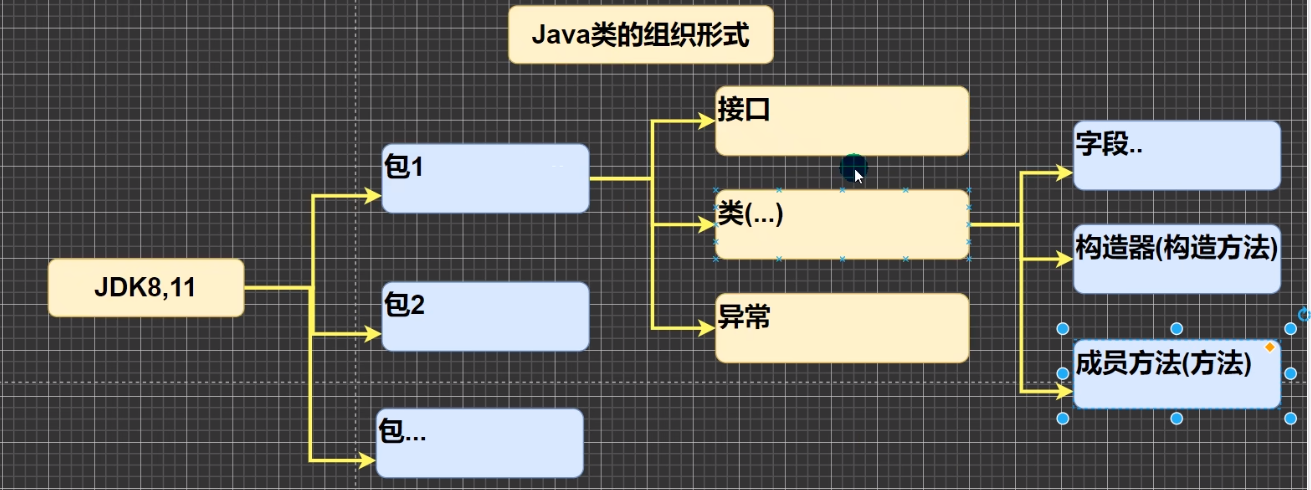 Java类的组织形式
JDK8,11
包1
包2
包...
接口
类(...)
异常
字段..
构造器(构造方法)
成员方法(方法)